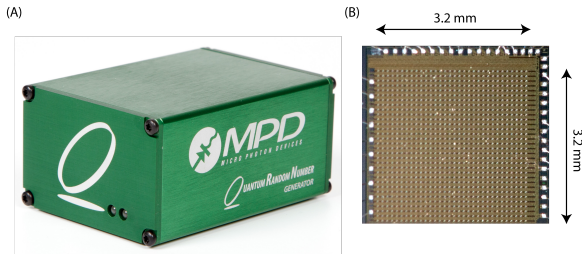 (A)
MPD
MICRO PHOTON DEVICES
QUANTUM RANDOM NUMBER
GENERATOR
(B)
3.2 mm
3.2 mm